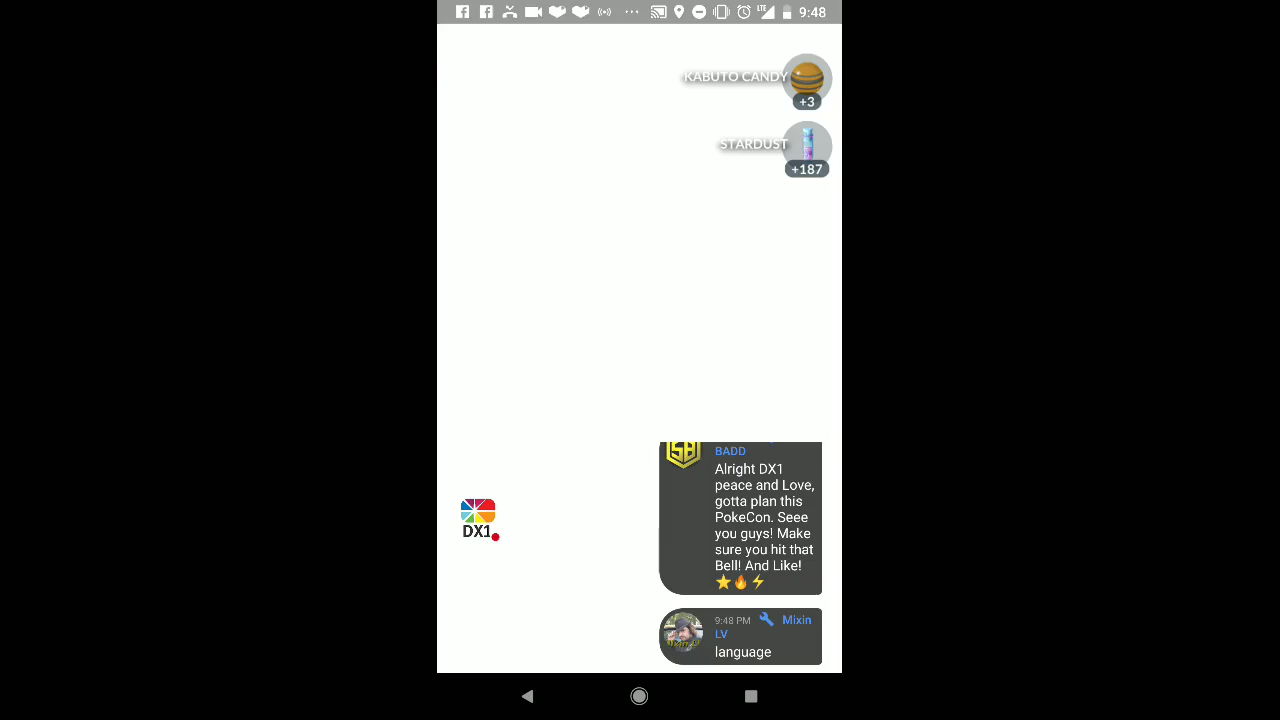 LTE 9:48
KABUTO CANDY
+3
STARDUST
+187
BADD
Alright DX1
peace and Love,
gotta plan this
PokeCon. Seee
you guys! Make
sure you hit that
Bell! And Like!
⭐🔥⚡
DX1
9:48 PM Mixin
LV
language